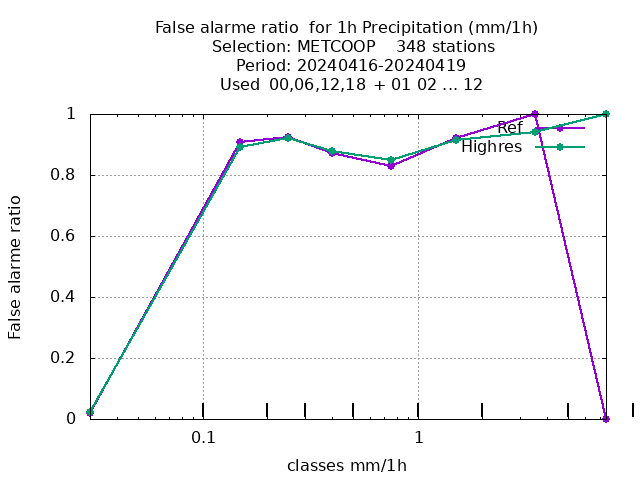 False alarme ratio  for 1h Precipitation (mm/1h)
Selection: METCOOP    348 stations
Period: 20240416-20240419
Used  00,06,12,18  + 01 02 ... 12
1
0.8
0.6
0.4
0.2
0
False alarme ratio
Ref
Highres
0.1
1
classes mm/1h